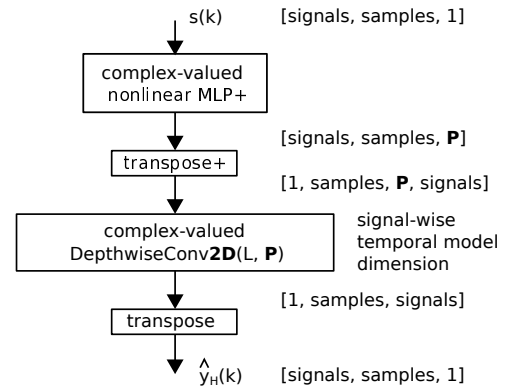 s(k)
[signals, samples, 1]
complex-valued
nonlinear MLP+
[signals, samples, P]
transpose+
[1, samples, P, signals]
complex-valued
DepthwiseConv2D(L, P)
signal-wise
temporal model
dimension
[1, samples, signals]
transpose
ŷH(k)
[signals, samples, 1]